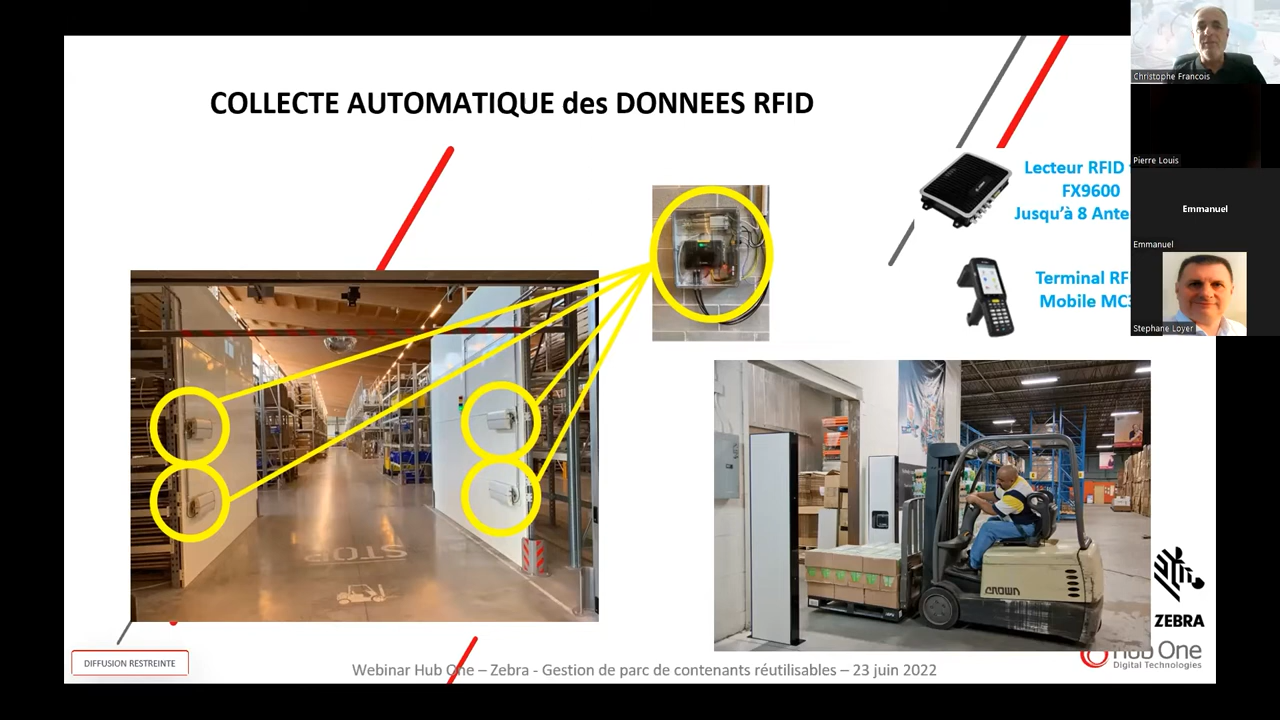 COLLECTE AUTOMATIQUE des DONNEES RFID
Lecteur RFID
FX9600
Jusqu'à 8 Ante
Terminal RF
Mobile MC3
Christophe Francois
Pierre Louis
Emmanuel
Emmanuel
Stephane Loyer
STOP
CROWN
ZEBRA
Hub One
Digital Technologies
DIFFUSION RESTREINTE
Webinar Hub One – Zebra - Gestion de parc de contenants réutilisables – 23 juin 2022